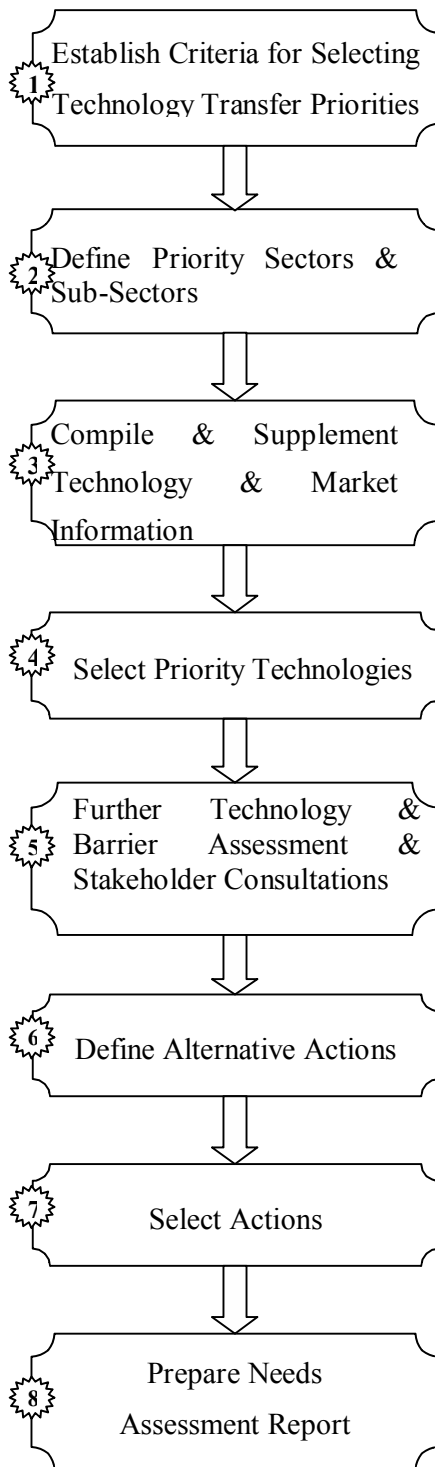 Establish Criteria for Selecting
1
Technology Transfer Priorities
Define Priority Sectors &
2
Sub-Sectors
Compile & Supplement
3
Technology & Market
Information
4
Select Priority Technologies
Further Technology &
5
Barrier Assessment &
Stakeholder Consultations
6
Define Alternative Actions
7
Select Actions
Prepare Needs
8
Assessment Report